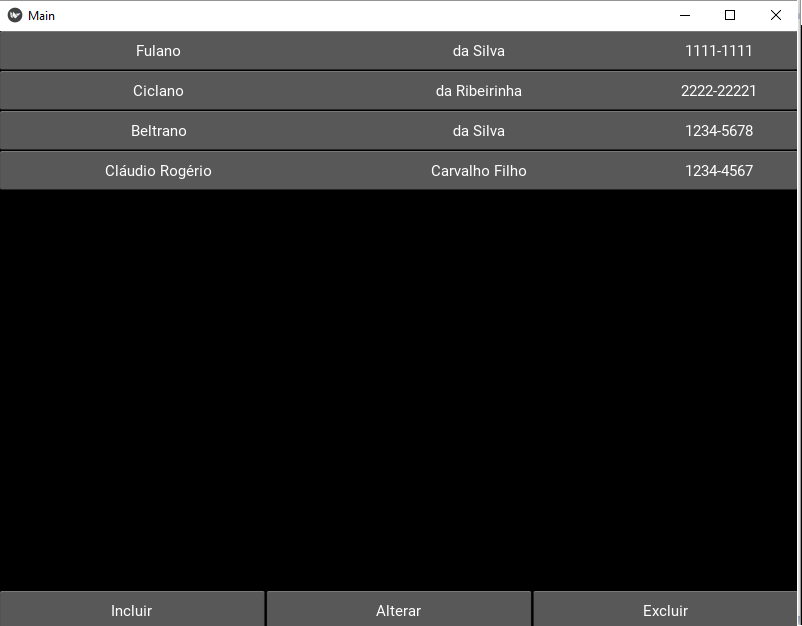 Main
Fulano da Silva 1111-1111
Ciclano da Ribeirinha 2222-22221
Beltrano da Silva 1234-5678
Cláudio Rogério Carvalho Filho 1234-4567
Incluir Alterar Excluir